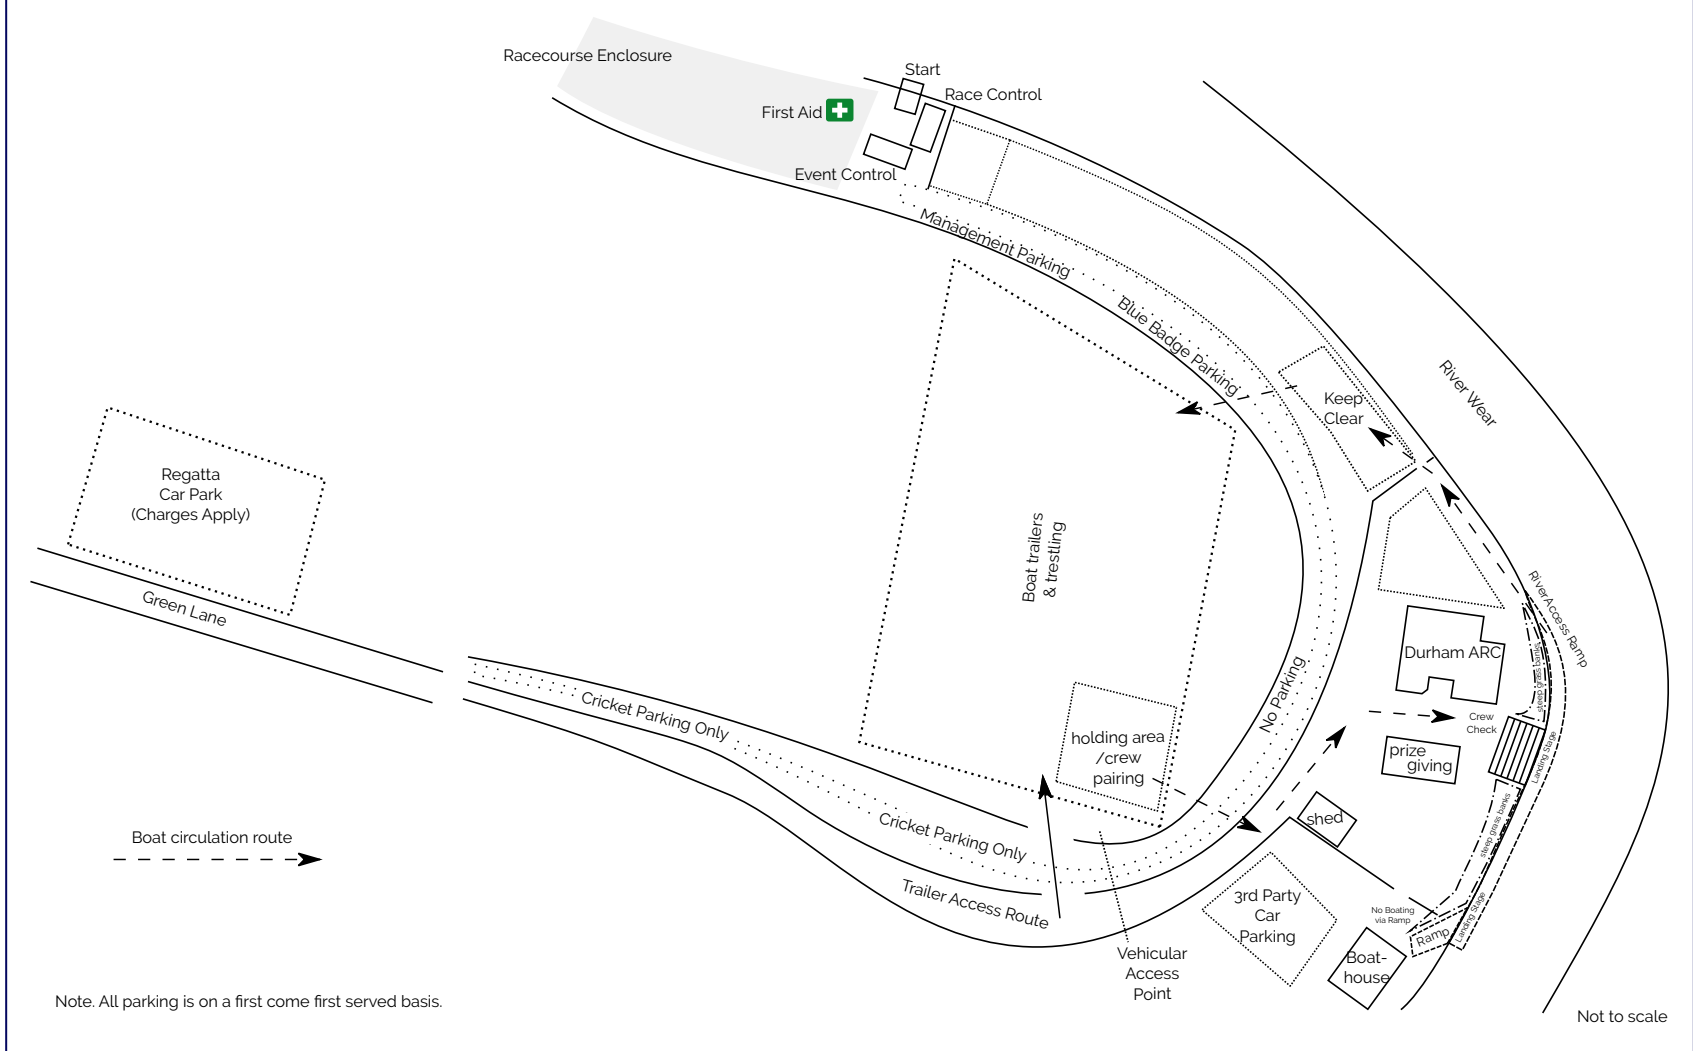 Racecourse Enclosure
Start
Race Control
First Aid
Event Control
Management Parking
Blue Badge Parking
River Wear
Keep
Clear
Regatta
Car Park
(Charges Apply)
Green Lane
Boat trailers
& trestling
River Access Ramp
Durham ARC
steep grass banks
No Parking
Cricket Parking Only
Crew
Check
holding area
/crew
pairing
prize
giving
Landing Stage
shed
steep grass banks
Boat circulation route
Cricket Parking Only
Trailer Access Route
3rd Party
Car
Parking
No Boating
via Ramp
Landing Stage
Ramp
Boat-
house
Vehicular
Access
Point
Note. All parking is on a first come first served basis.
Not to scale